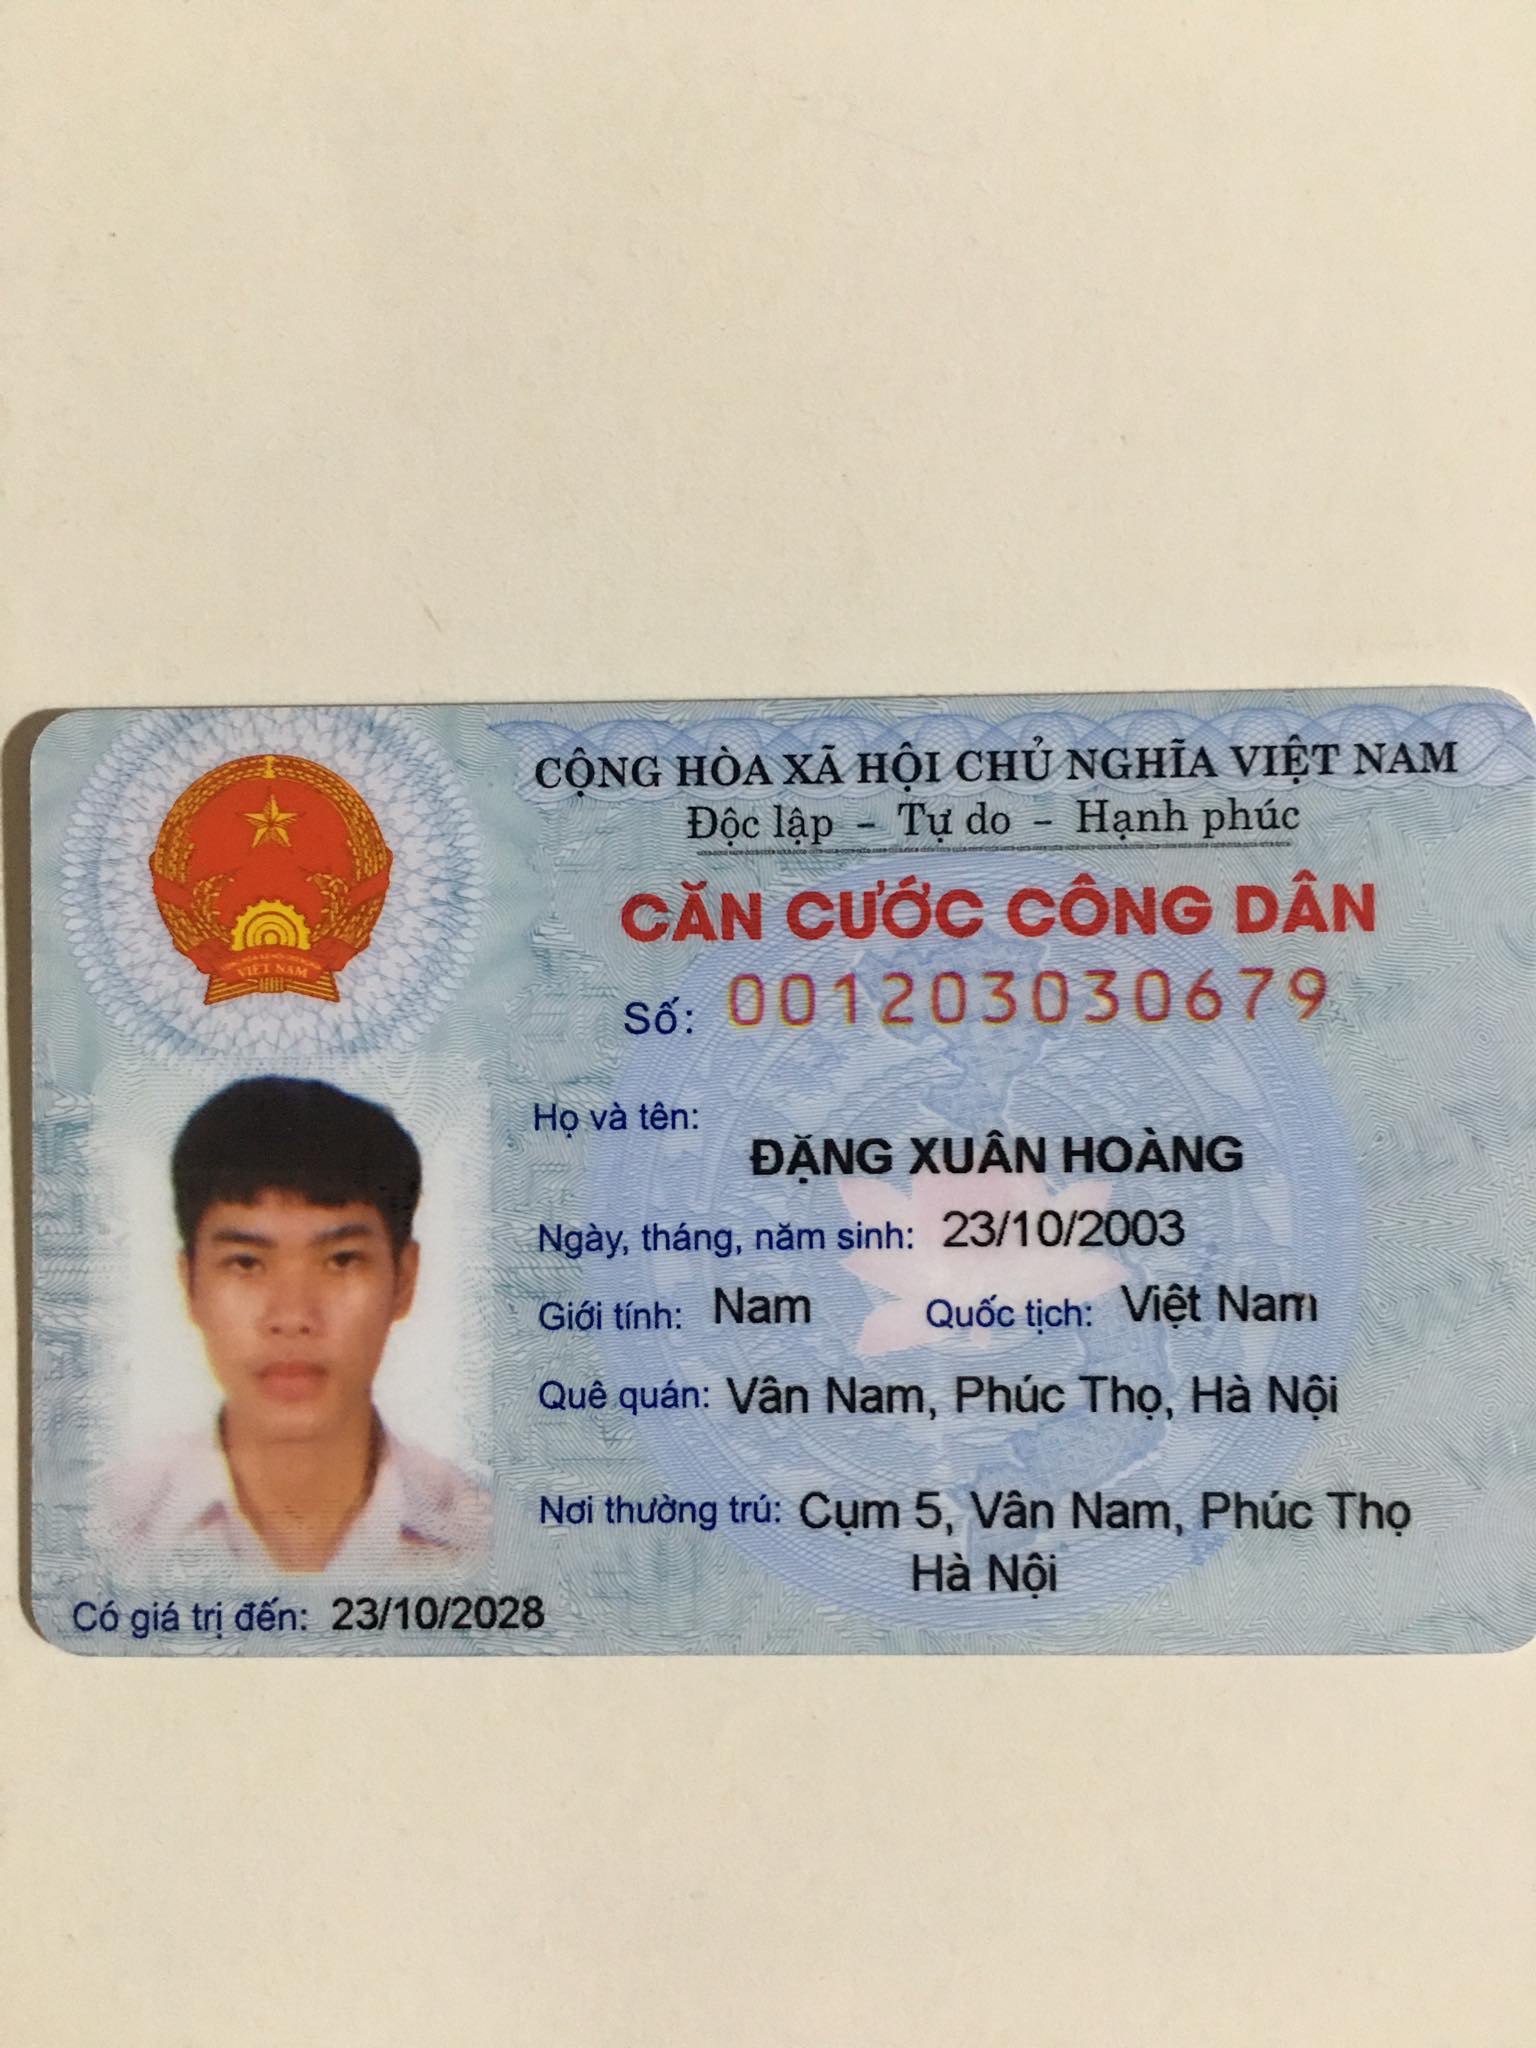 CỘNG HÒA XÃ HỘI CHỦ NGHĨA VIỆT NAM
Độc lập - Tự do - Hạnh phúc
CĂN CƯỚC CÔNG DÂN
Số: 001203030679
Họ và tên:
ĐẶNG XUÂN HOÀNG
Ngày, tháng, năm sinh: 23/10/2003
Giới tính: Nam Quốc tịch: Việt Nam
Quê quán: Vân Nam, Phúc Thọ, Hà Nội
Nơi thường trú: Cụm 5, Vân Nam, Phúc Thọ
Hà Nội
Có giá trị đến: 23/10/2028
VIỆT NAM